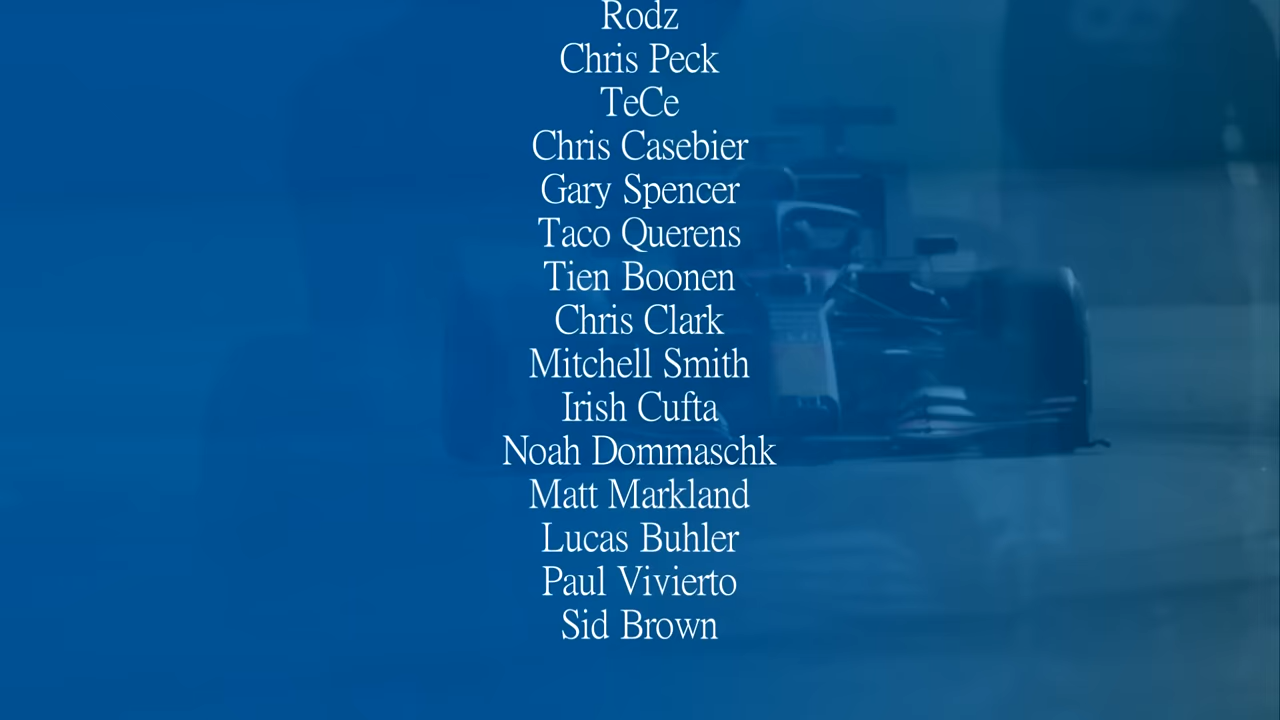 Rodz
Chris Peck
TeCe
Chris Casebier
Gary Spencer
Taco Querens
Tien Boonen
Chris Clark
Mitchell Smith
Irish Cufta
Noah Dommaschk
Matt Markland
Lucas Buhler
Paul Vivierto
Sid Brown